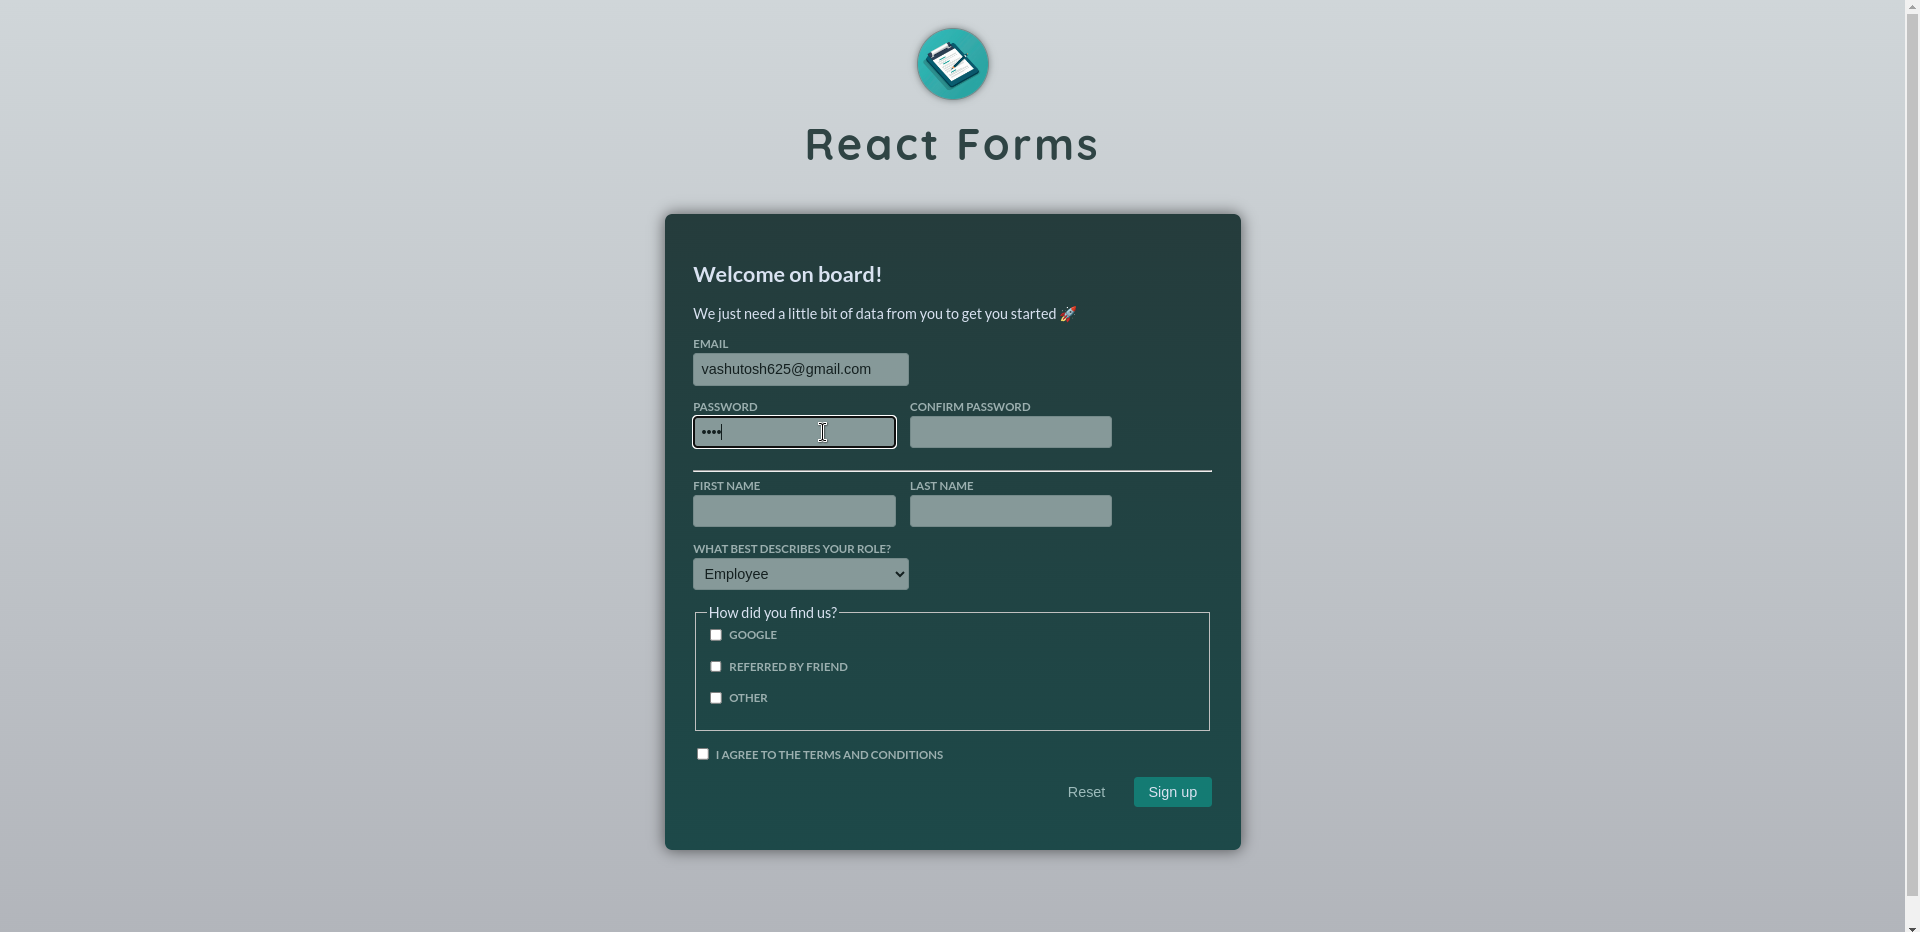 React Forms
Welcome on board!
We just need a little bit of data from you to get you started 🚀
EMAIL
vashutosh625@gmail.com
PASSWORD CONFIRM PASSWORD
••••
FIRST NAME LAST NAME
WHAT BEST DESCRIBES YOUR ROLE?
Employee
How did you find us?
GOOGLE
REFERRED BY FRIEND
OTHER
I AGREE TO THE TERMS AND CONDITIONS
Reset Sign up